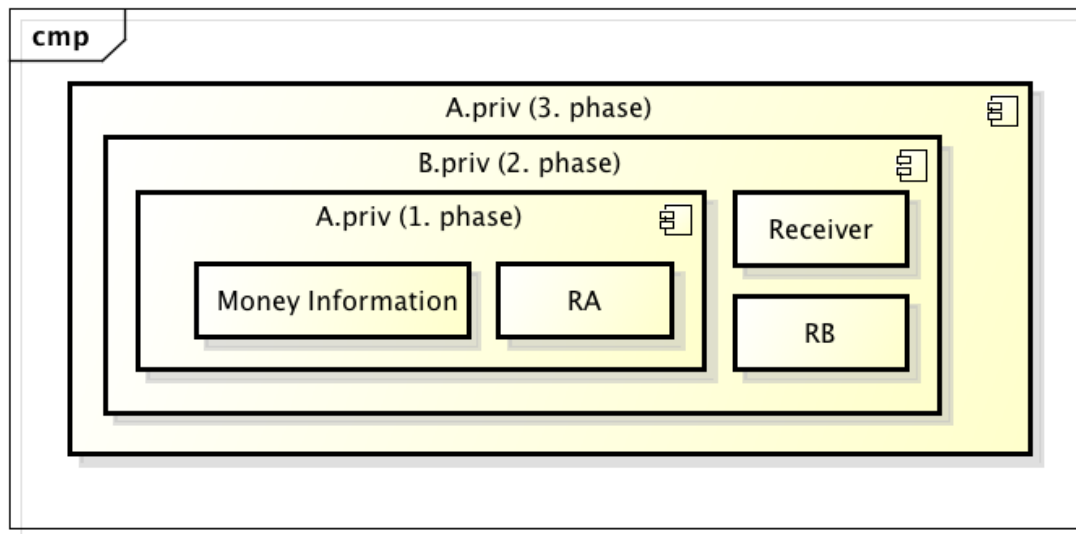 cmp
A.priv (3. phase)
B.priv (2. phase)
A.priv (1. phase)
Receiver
Money Information
RA
RB